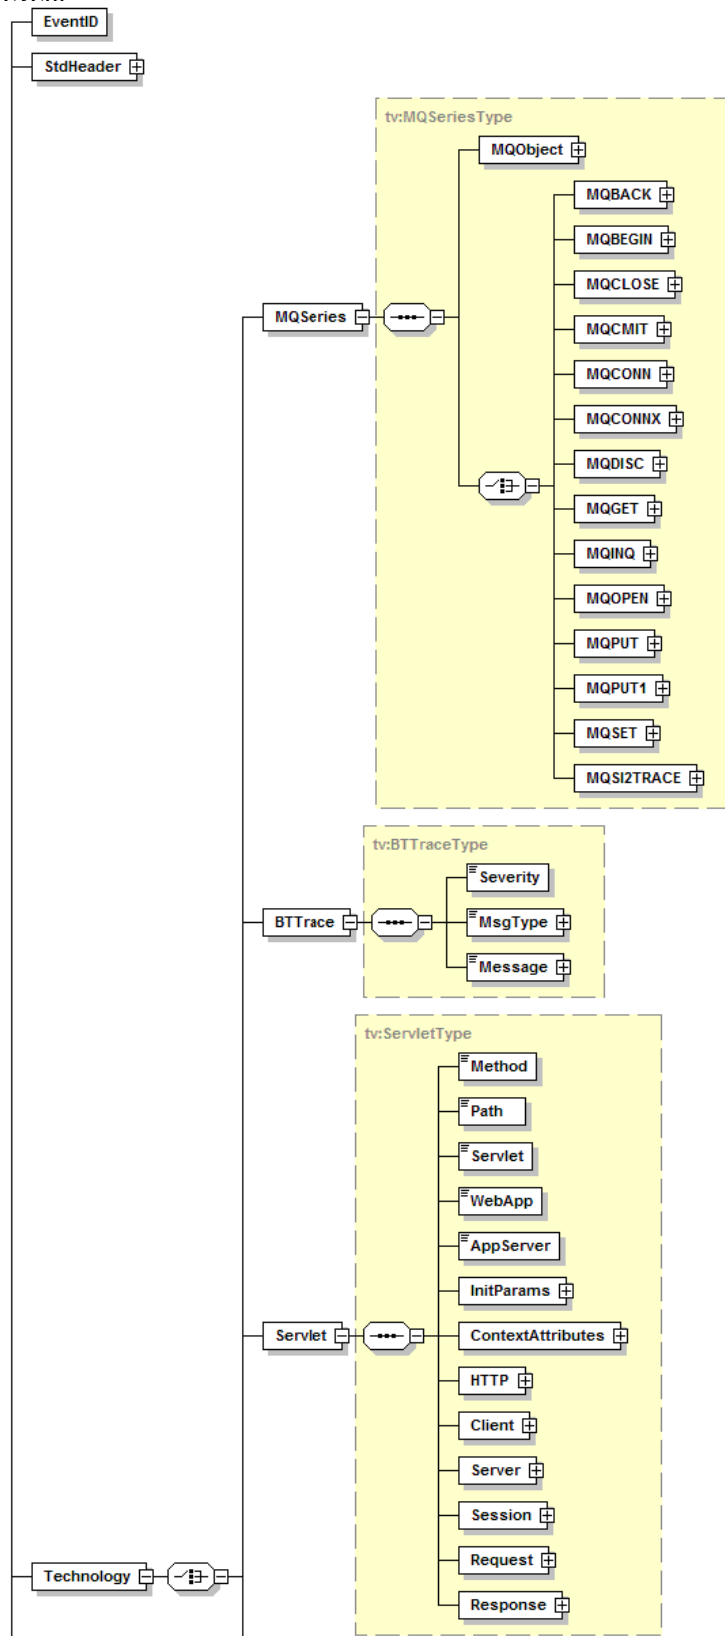 EventID
StdHeader
tv:MQSeriesType
MQObject
MQBACK
MQBEGIN
MQCLOSE
MQSeries
MQCMIT
MQCONN
MQCONNX
MQDISC
MQGET
MQINQ
MQOPEN
MQPUT
MQPUT1
MQSET
MQSI2TRACE
tv:BTTraceType
Severity
BTTrace
MsgType
Message
tv:ServletType
Method
Path
Servlet
WebApp
AppServer
InitParams
Servlet
ContextAttributes
HTTP
Client
Server
Session
Request
Technology
Response